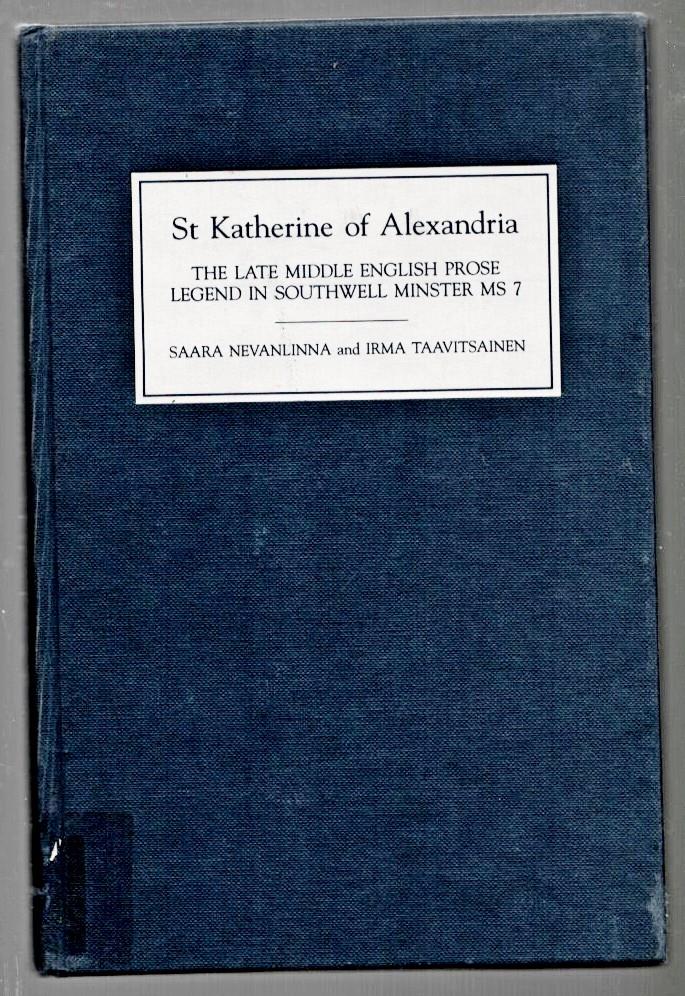 St Katherine of Alexandria
THE LATE MIDDLE ENGLISH PROSE
LEGEND IN SOUTHWELL MINSTER MS 7
SAARA NEVANLINNA and IRMA TAAVITSAINEN